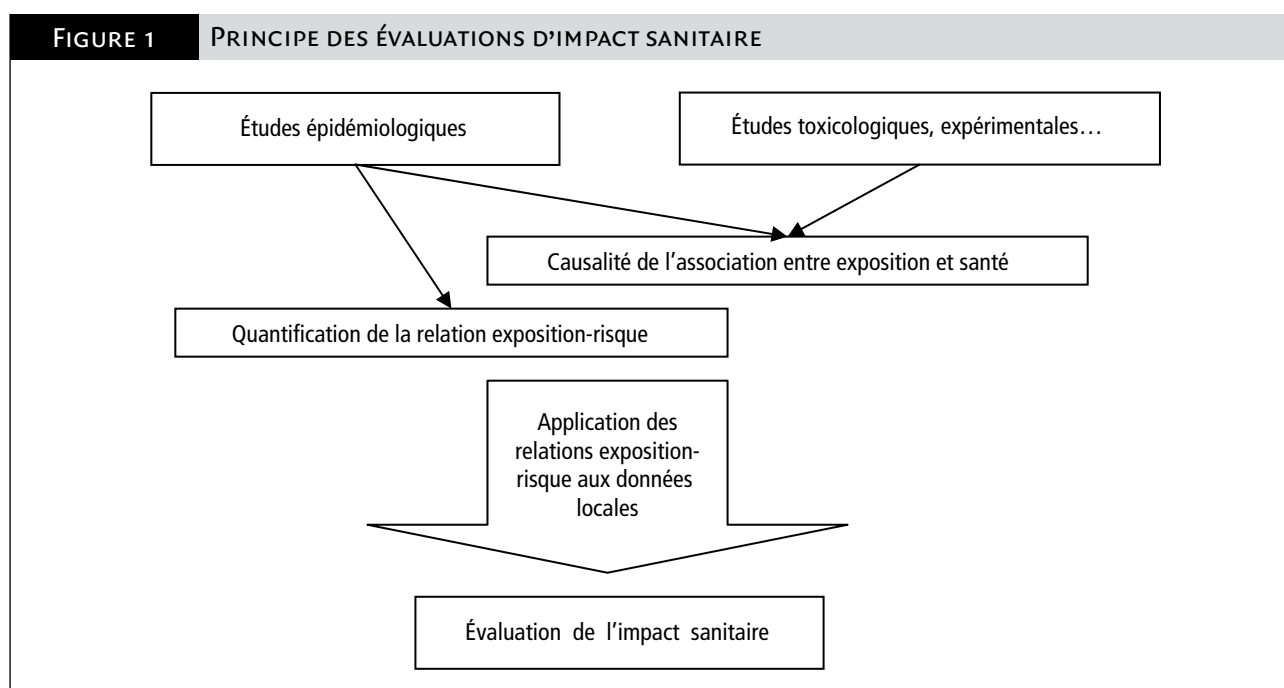 FIGURE 1 PRINCIPE DES ÉVALUATIONS D'IMPACT SANITAIRE
Études épidémiologiques
Études toxicologiques, expérimentales…
Causalité de l'association entre exposition et santé
Quantification de la relation exposition-risque
Application des
relations exposition-
risque aux données
locales
Évaluation de l'impact sanitaire